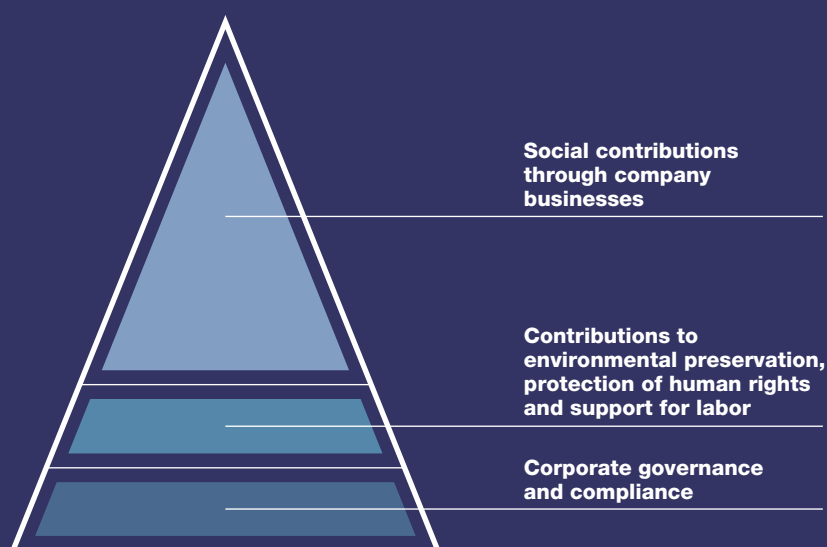 Social contributions
through company
businesses
Contributions to
environmental preservation,
protection of human rights
and support for labor
Corporate governance
and compliance